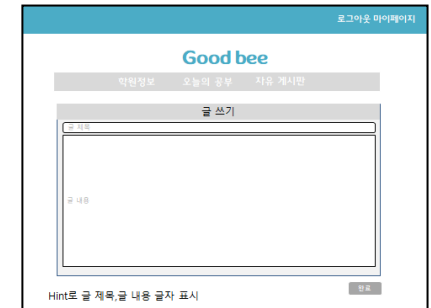 로그아웃 마이페이지
Good bee
학원정보 오늘의 공부 자유 게시판
글 쓰기
글 제목
글 내용
완료
Hint로 글 제목,글 내용 글자 표시